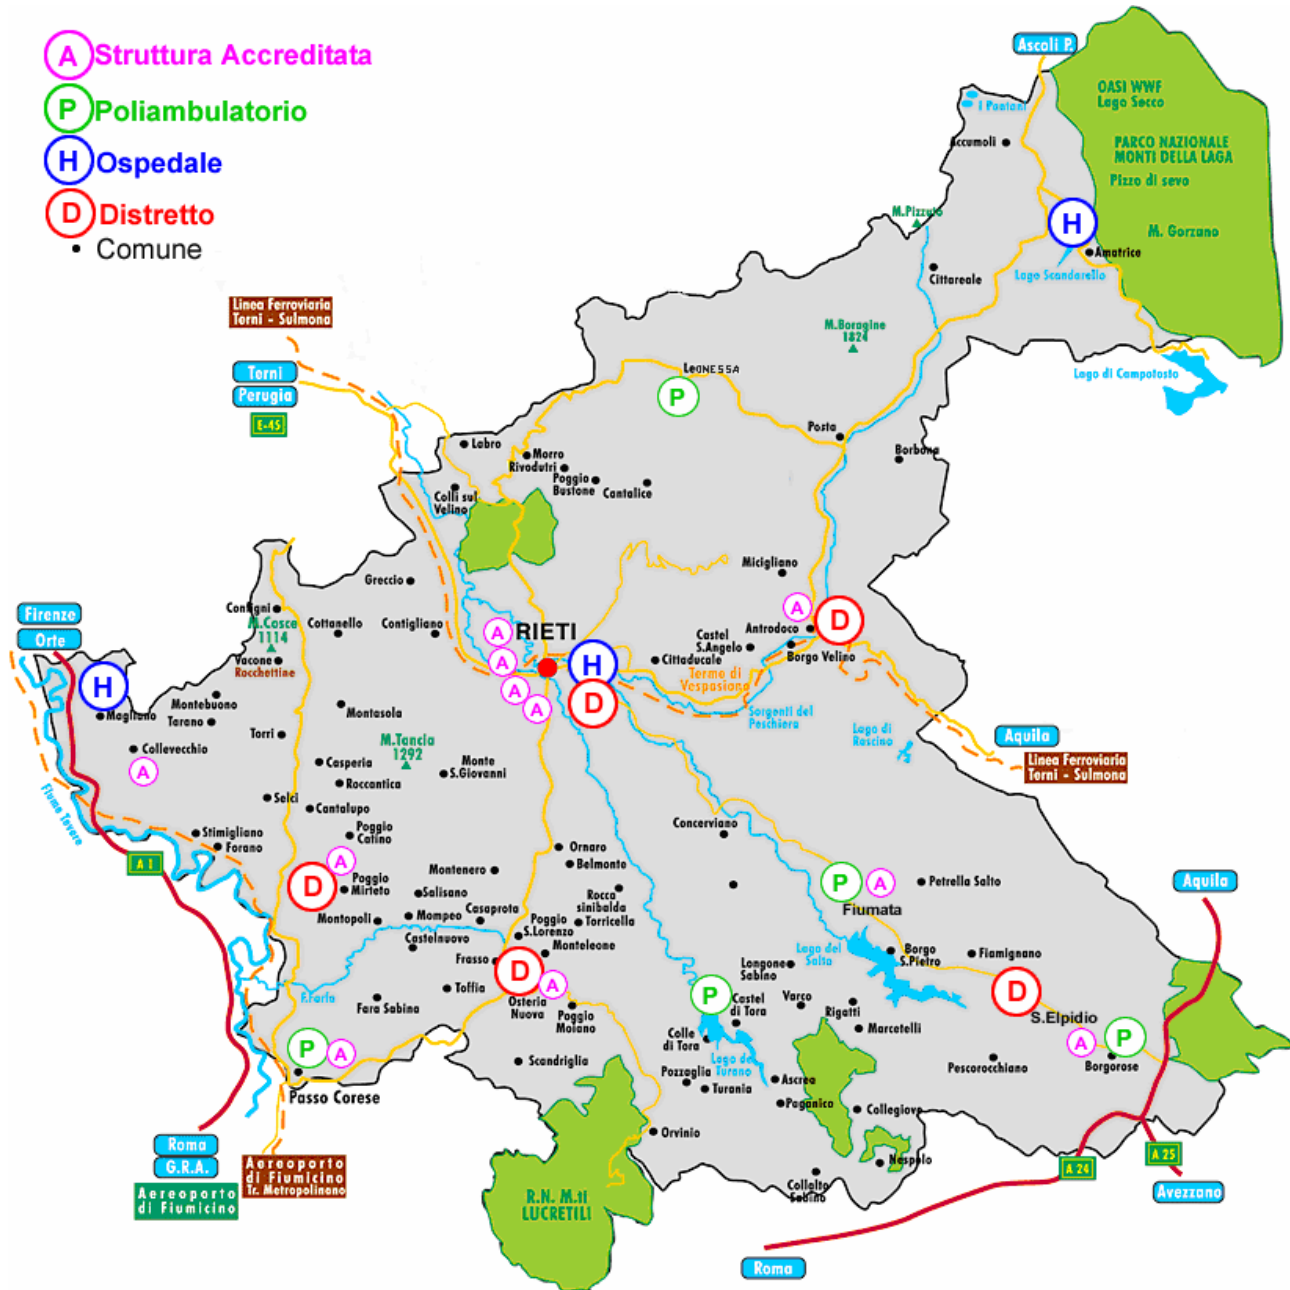 A Struttura Accreditata
P Poliambulatorio
H Ospedale
D Distretto
Comune
Ascoli P.
OASI WWF
Lago Secco
I Pantani
Accumoli
PARCO NAZIONALE
MONTI DELLA LAGA
Pizzo di sevo
M.Pizzuto
H
M. Gorzano
Amatrice
Cittareale
Lago Scandarello
Linea Ferroviaria
Terni - Sulmona
M.Boragine
1824
Terni
Perugia
E-45
Leonessa
P
Lago di Campotosto
Posta
Labro
Morro
Rivodutri
Poggio
Bustone
Cantalice
Borbona
Colli sul
Velino
Micigliano
Greccio
Firenze
Orte
Configni
M.Cosce
1114
Cottanello
Contigliano
A
RIETI
A
Antrodoco
D
Castel
S.Angelo
Borgo Velino
Vacone
Rocchettine
A
H
Cittaducale
Terme di
Vespasiano
H
Magliano
Montebuono
Tarano
A
A
D
Montasola
Sorgenti del
Peschiera
Lago di
Rascino
Aquila
Linea Ferroviaria
Terni - Sulmona
Collevecchio
A
Torri
M.Tancia
1292
Casperia
Roccantica
Monte
S.Giovanni
Selci
Cantalupo
Fiume Tevere
Stimigliano
Forano
Poggio
Catino
Concerviano
A 1
A
D
Poggio
Mirteto
Ornaro
Belmonto
Montenero
Salisano
Rocca
sinibalda
P
A
Fiumata
Petrella Salto
Aquila
Montopoli
Mompeo
Casaprota
Poggio
S.Lorenzo
Torricella
Castelnuovo
Monteleone
Frasso
D
A
Osteria
Nuova
Lago del
Salto
Borgo
S.Pietro
Fiamignano
Longone
Sabino
F.Farfa
Toffia
Fara Sabina
Poggio
Moiano
P
Castel
di Tora
Varco
Rigatti
D
S.Elpidio
Colle
di Tora
Marcetelli
A
P
P
A
Scandriglia
Lago de
Turano
Pescorocchiano
Borgorose
Passo Corese
Pozzaglia
Turania
Ascrea
Paganico
Collegiove
Orvinio
Roma
G.R.A.
Aereoporto
di Fiumicino
Aereoporto
di Fiumicino
Tr. Metropolinano
R.N. M.ti
LUCRETILI
Nespolo
Collalto
Sabino
A 24
A 25
Avezzano
Roma